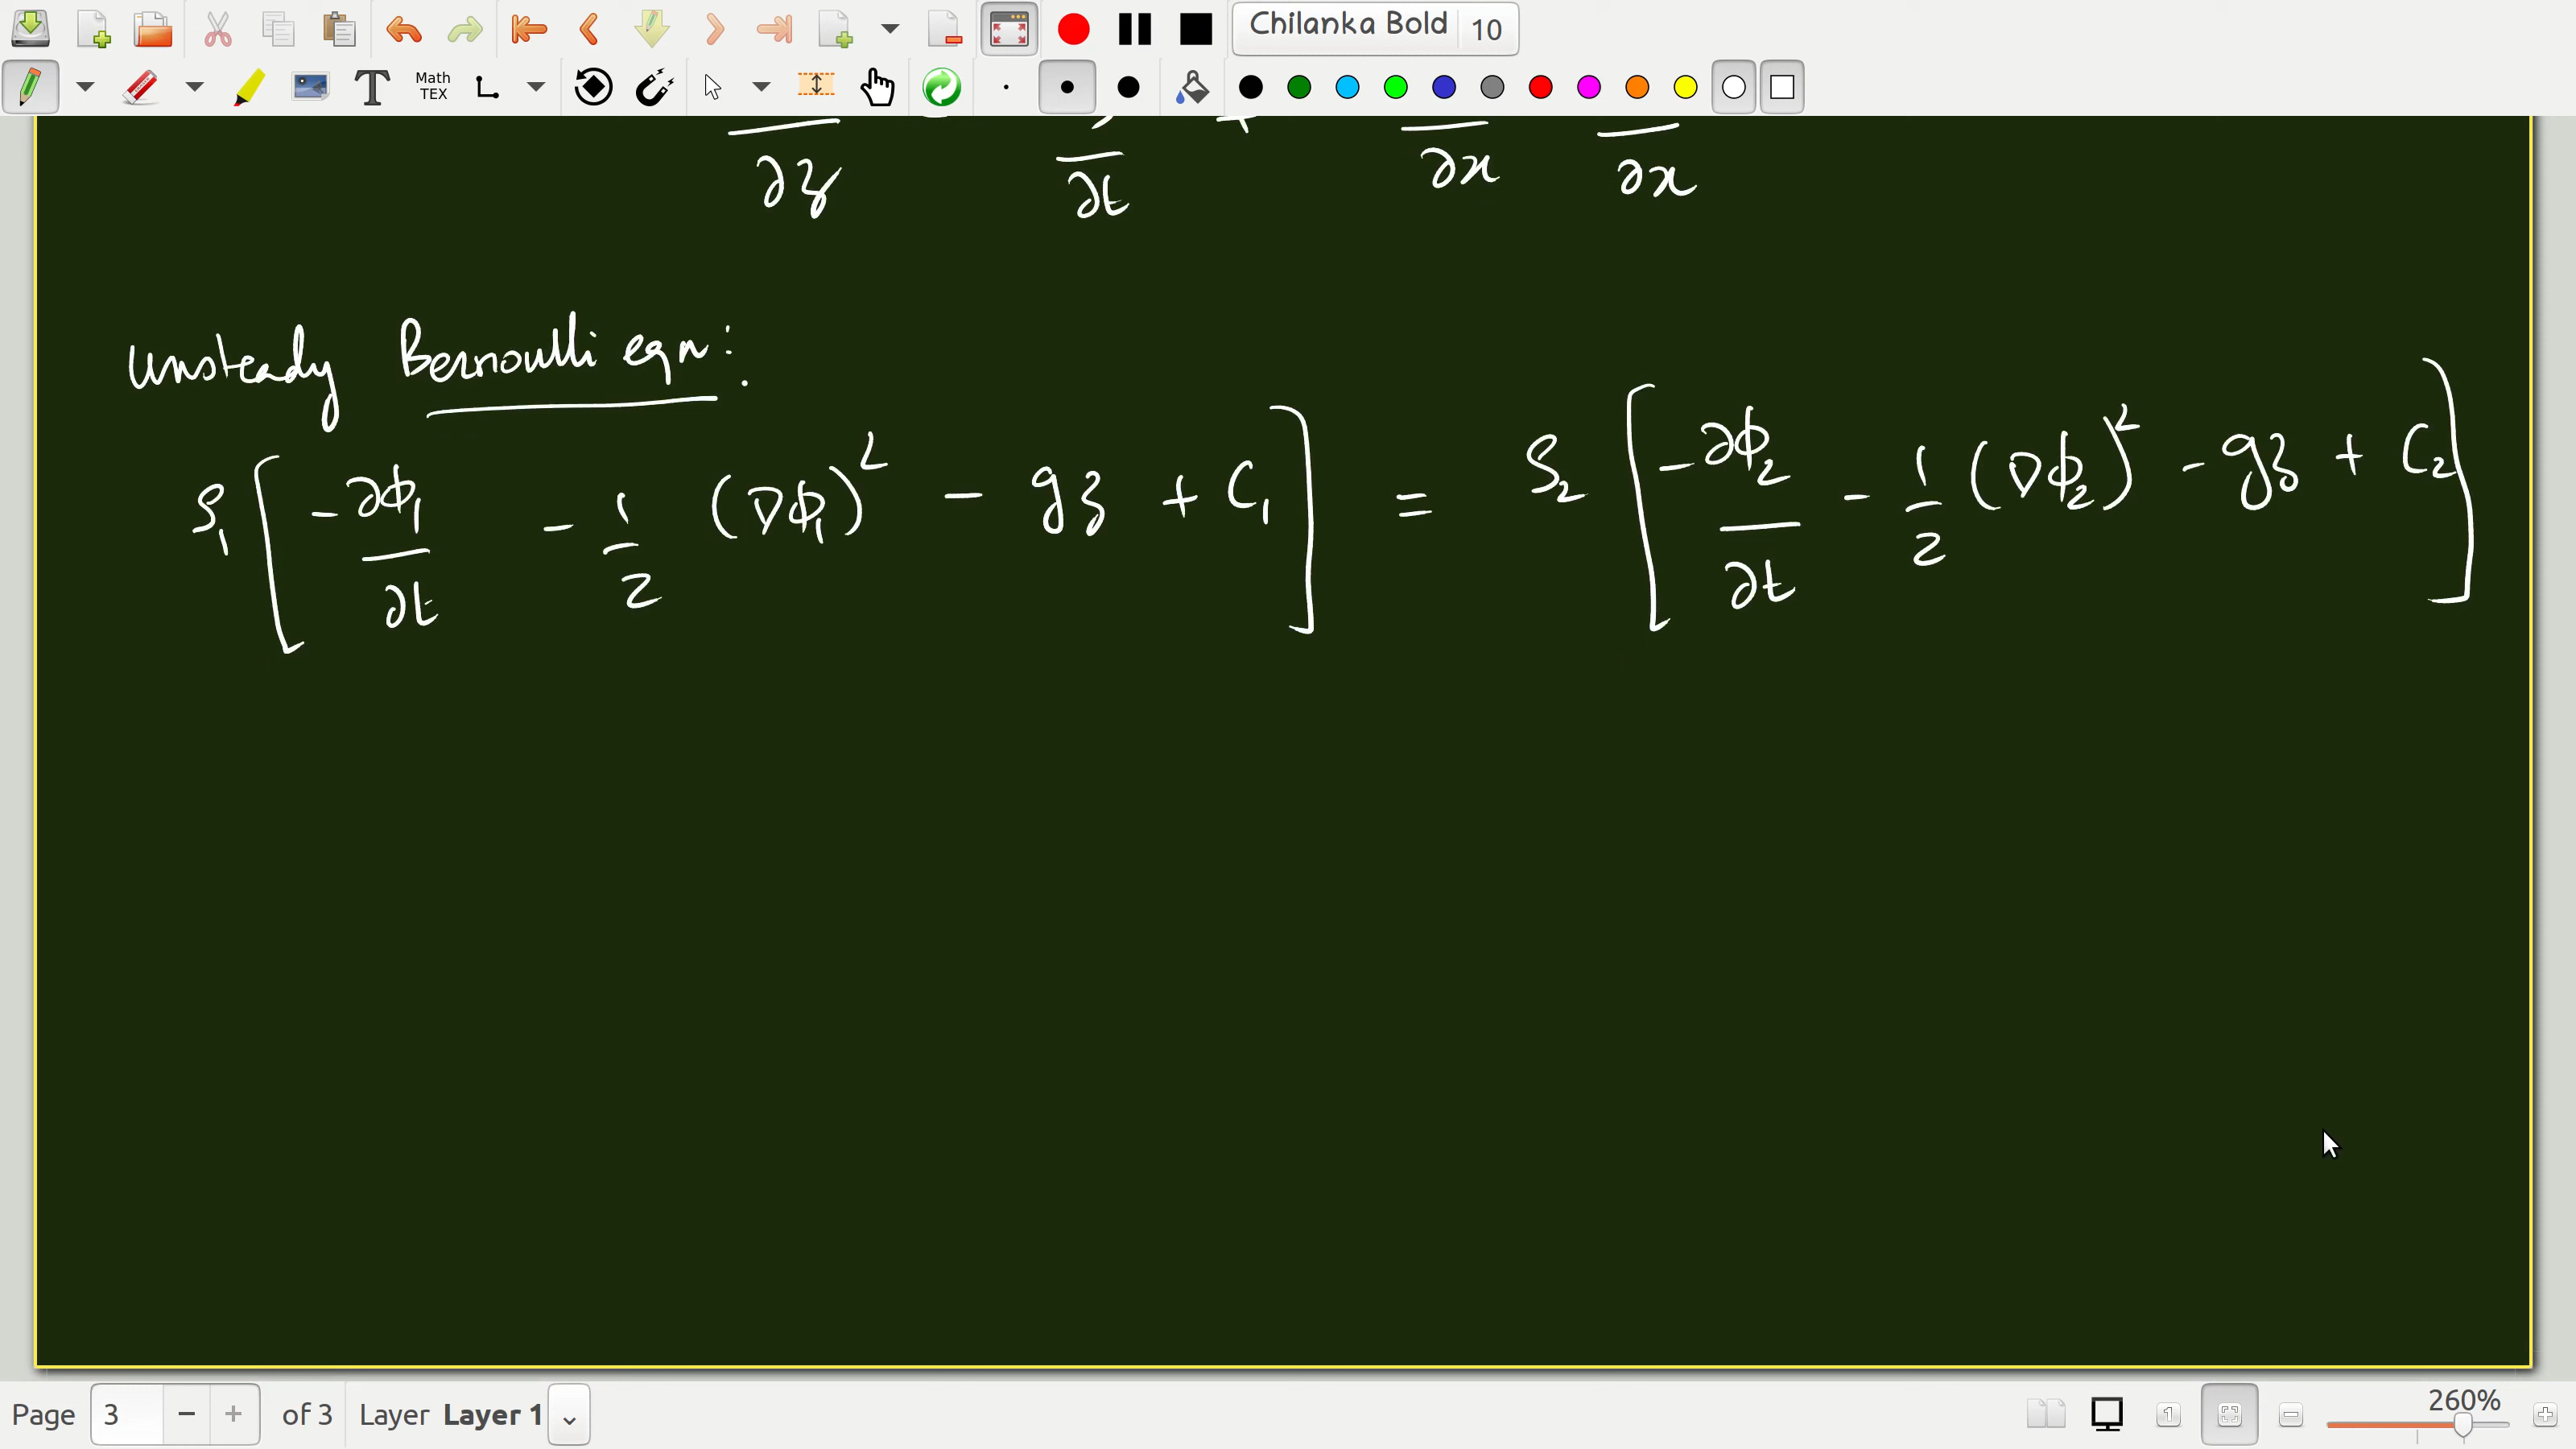 Chilanka Bold 10
Math
TEX
∂z ∂t ∂x ∂x
Unsteady Bernoulli eqn:
ρ₁ [ -∂ϕ₁/∂t - 1/2 (∇ϕ₁)² - gz + C₁ ] = ρ₂ [ -∂ϕ₂/∂t - 1/2 (∇ϕ₂)² - gz + C₂ ]
Page 3 of 3 Layer Layer 1 260%